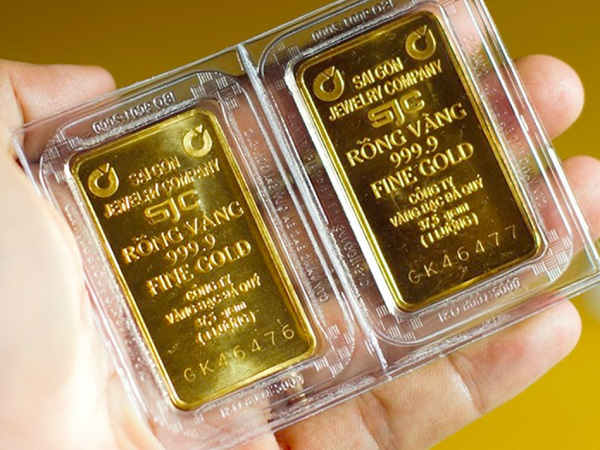 SAIGON
JEWELRY COMPANY
SJC
RỒNG VÀNG
999.9
FINE GOLD
CÔNG TY
VÀNG BẠC ĐÁ QUÝ
37,5 gram
(1 LƯỢNG)
GK46476
SAIGON
JEWELRY COMPANY
SJC
RỒNG VÀNG
999.9
FINE GOLD
CÔNG TY
VÀNG BẠC ĐÁ QUÝ
37,5 gram
(1 LƯỢNG)
GK46477